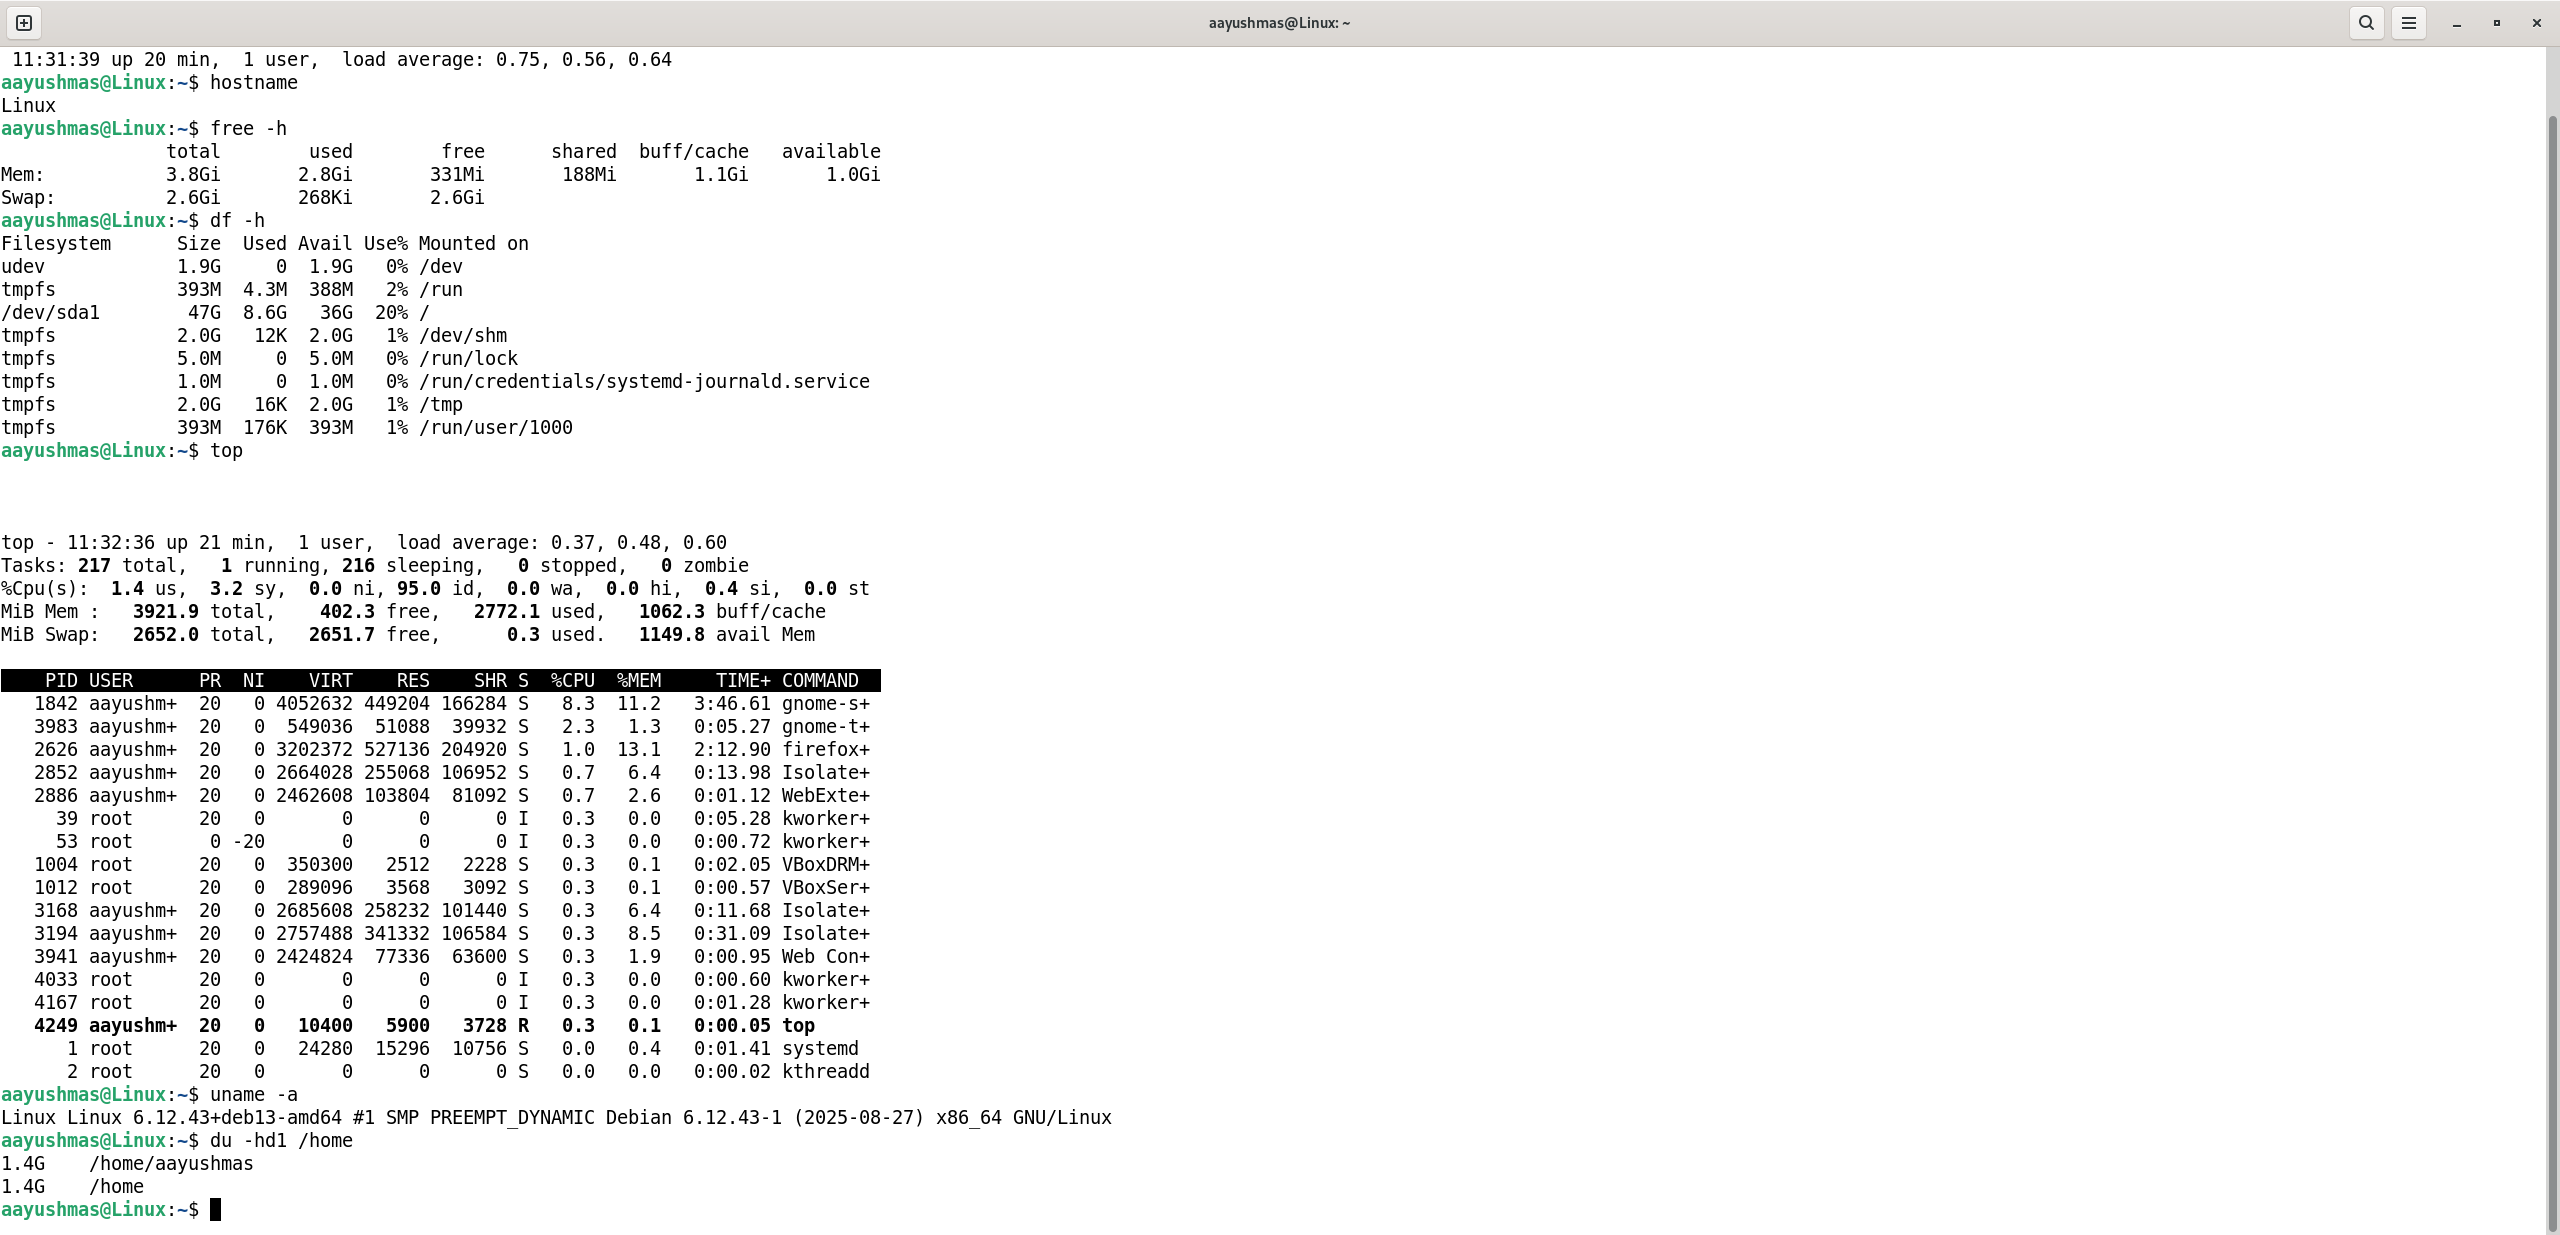 aayushmas@Linux: ~
 11:31:39 up 20 min,  1 user,  load average: 0.75, 0.56, 0.64
aayushmas@Linux:~$ hostname
Linux
aayushmas@Linux:~$ free -h
               total        used        free      shared  buff/cache   available
Mem:           3.8Gi       2.8Gi       331Mi       188Mi       1.1Gi       1.0Gi
Swap:          2.6Gi       268Ki       2.6Gi
aayushmas@Linux:~$ df -h
Filesystem      Size  Used Avail Use% Mounted on
udev            1.9G     0  1.9G   0% /dev
tmpfs           393M  4.3M  388M   2% /run
/dev/sda1        47G  8.6G   36G  20% /
tmpfs           2.0G   12K  2.0G   1% /dev/shm
tmpfs           5.0M     0  5.0M   0% /run/lock
tmpfs           1.0M     0  1.0M   0% /run/credentials/systemd-journald.service
tmpfs           2.0G   16K  2.0G   1% /tmp
tmpfs           393M  176K  393M   1% /run/user/1000
aayushmas@Linux:~$ top
top - 11:32:36 up 21 min,  1 user,  load average: 0.37, 0.48, 0.60
Tasks: 217 total,   1 running, 216 sleeping,   0 stopped,   0 zombie
%Cpu(s):  1.4 us,  3.2 sy,  0.0 ni, 95.0 id,  0.0 wa,  0.0 hi,  0.4 si,  0.0 st
MiB Mem :   3921.9 total,    402.3 free,   2772.1 used,   1062.3 buff/cache
MiB Swap:   2652.0 total,   2651.7 free,      0.3 used.   1149.8 avail Mem
    PID USER      PR  NI    VIRT    RES    SHR S  %CPU  %MEM     TIME+ COMMAND
   1842 aayushm+  20   0 4052632 449204 166284 S   8.3  11.2   3:46.61 gnome-s+
   3983 aayushm+  20   0  549036  51088  39932 S   2.3   1.3   0:05.27 gnome-t+
   2626 aayushm+  20   0 3202372 527136 204920 S   1.0  13.1   2:12.90 firefox+
   2852 aayushm+  20   0 2664028 255068 106952 S   0.7   6.4   0:13.98 Isolate+
   2886 aayushm+  20   0 2462608 103804  81092 S   0.7   2.6   0:01.12 WebExte+
     39 root      20   0       0      0      0 I   0.3   0.0   0:05.28 kworker+
     53 root       0 -20       0      0      0 I   0.3   0.0   0:00.72 kworker+
   1004 root      20   0  350300   2512   2228 S   0.3   0.1   0:02.05 VBoxDRM+
   1012 root      20   0  289096   3568   3092 S   0.3   0.1   0:00.57 VBoxSer+
   3168 aayushm+  20   0 2685608 258232 101440 S   0.3   6.4   0:11.68 Isolate+
   3194 aayushm+  20   0 2757488 341332 106584 S   0.3   8.5   0:31.09 Isolate+
   3941 aayushm+  20   0 2424824  77336  63600 S   0.3   1.9   0:00.95 Web Con+
   4033 root      20   0       0      0      0 I   0.3   0.0   0:00.60 kworker+
   4167 root      20   0       0      0      0 I   0.3   0.0   0:01.28 kworker+
   4249 aayushm+  20   0   10400   5900   3728 R   0.3   0.1   0:00.05 top
      1 root      20   0   24280  15296  10756 S   0.0   0.4   0:01.41 systemd
      2 root      20   0       0      0      0 S   0.0   0.0   0:00.02 kthreadd
aayushmas@Linux:~$ uname -a
Linux Linux 6.12.43+deb13-amd64 #1 SMP PREEMPT_DYNAMIC Debian 6.12.43-1 (2025-08-27) x86_64 GNU/Linux
aayushmas@Linux:~$ du -hd1 /home
1.4G    /home/aayushmas
1.4G    /home
aayushmas@Linux:~$